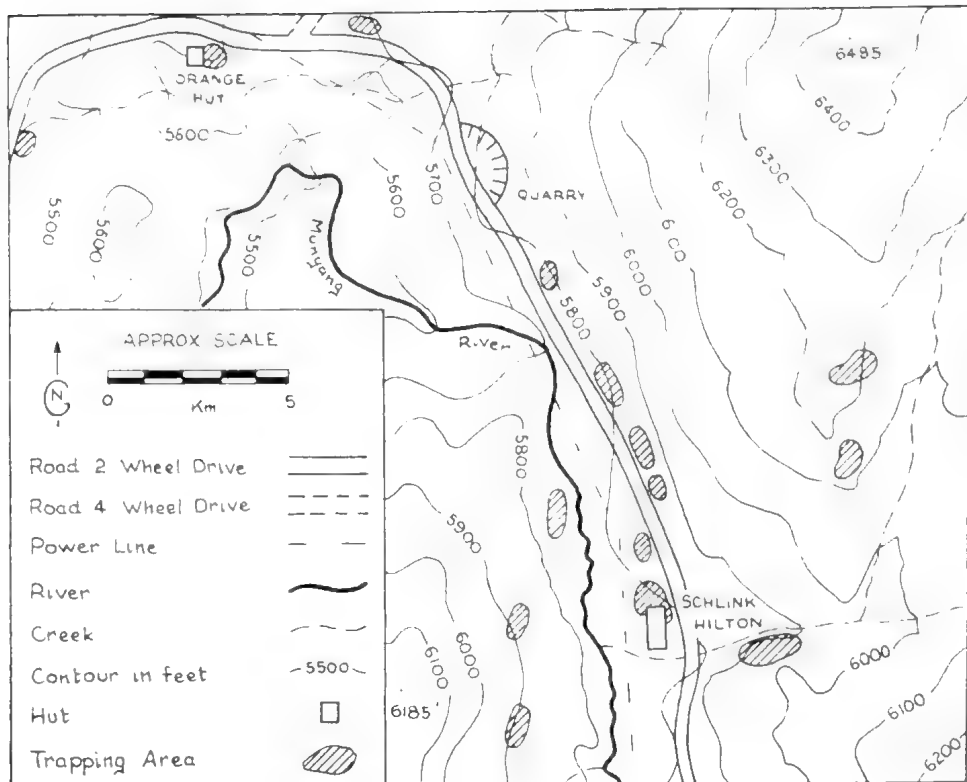 6485
ORANGE
HUT
6400
5600
6300
QUARRY
6200
5700
5600
5500
5600
Munyang
5500
6000
5900
5800
River
APPROX SCALE
N
0
5
Km
5800
Road 2 Wheel Drive
Road 4 Wheel Drive
5900
Power Line
River
SCHLINK
HILTON
Creek
6000
6100
6000
Contour in feet
5500
Hut
6185'
6100
Trapping Area
6200